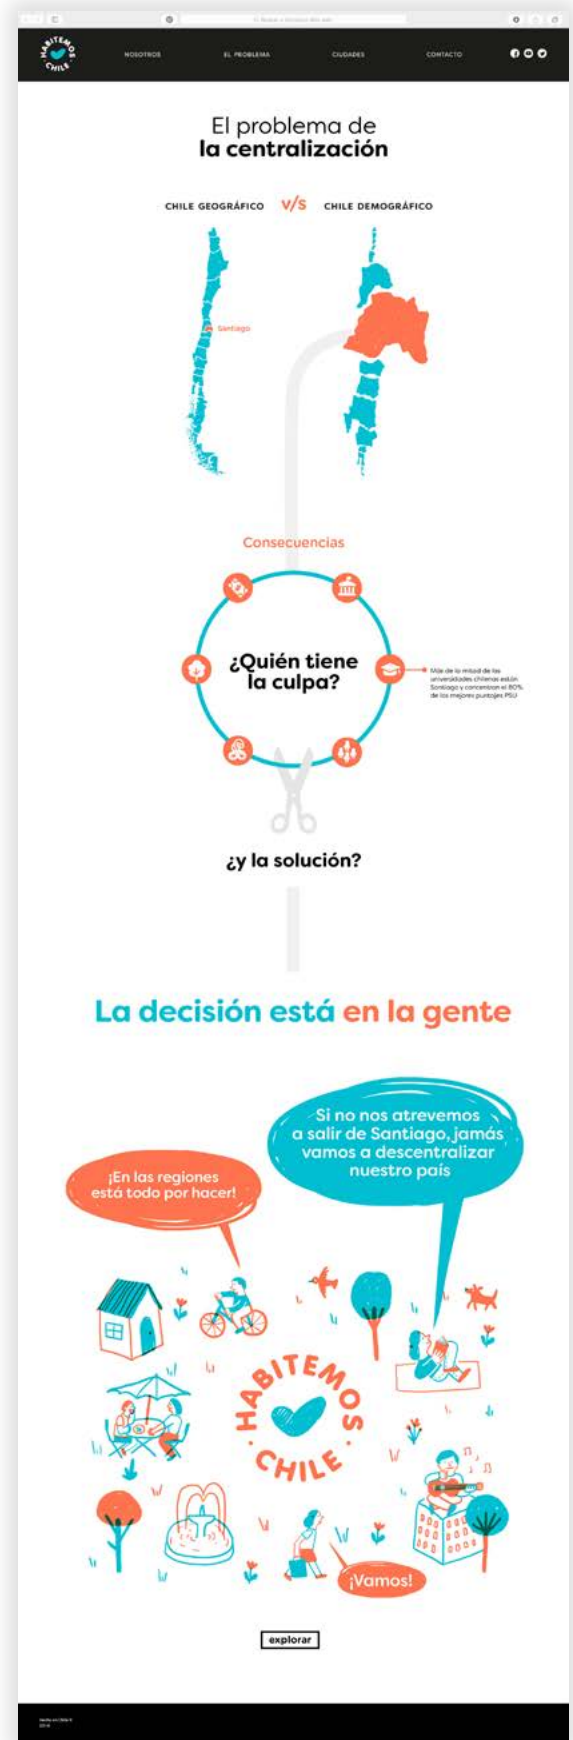 HABITEMOS CHILE
NOSOTROS
EL PROBLEMA
CIUDADES
CONTACTO
El problema de
la centralización
CHILE GEOGRÁFICO v/s CHILE DEMOGRÁFICO
Santiago
Consecuencias
¿Quién tiene
la culpa?
Más de la mitad de las
universidades chilenas están
Santiago y concentran el 80%
de los mejores puntajes PSU
¿y la solución?
La decisión está en la gente
Si no nos atrevemos
a salir de Santiago, jamás
vamos a descentralizar
nuestro país
¡En las regiones
está todo por hacer!
HABITEMOS
CHILE
¡Vamos!
explorar